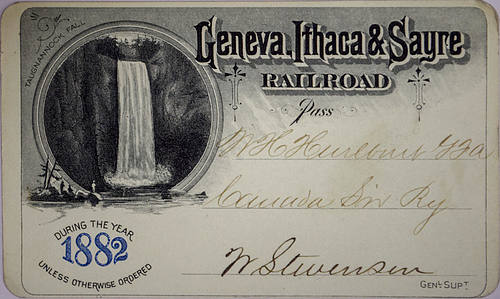 TAUGHANNOCK FALL
Geneva, Ithaca & Sayre
RAILROAD
Pass
W H Hurlburt
Canada Ry
DURING THE YEAR
1882
UNLESS OTHERWISE ORDERED
W Stevenson
GENL SUPT